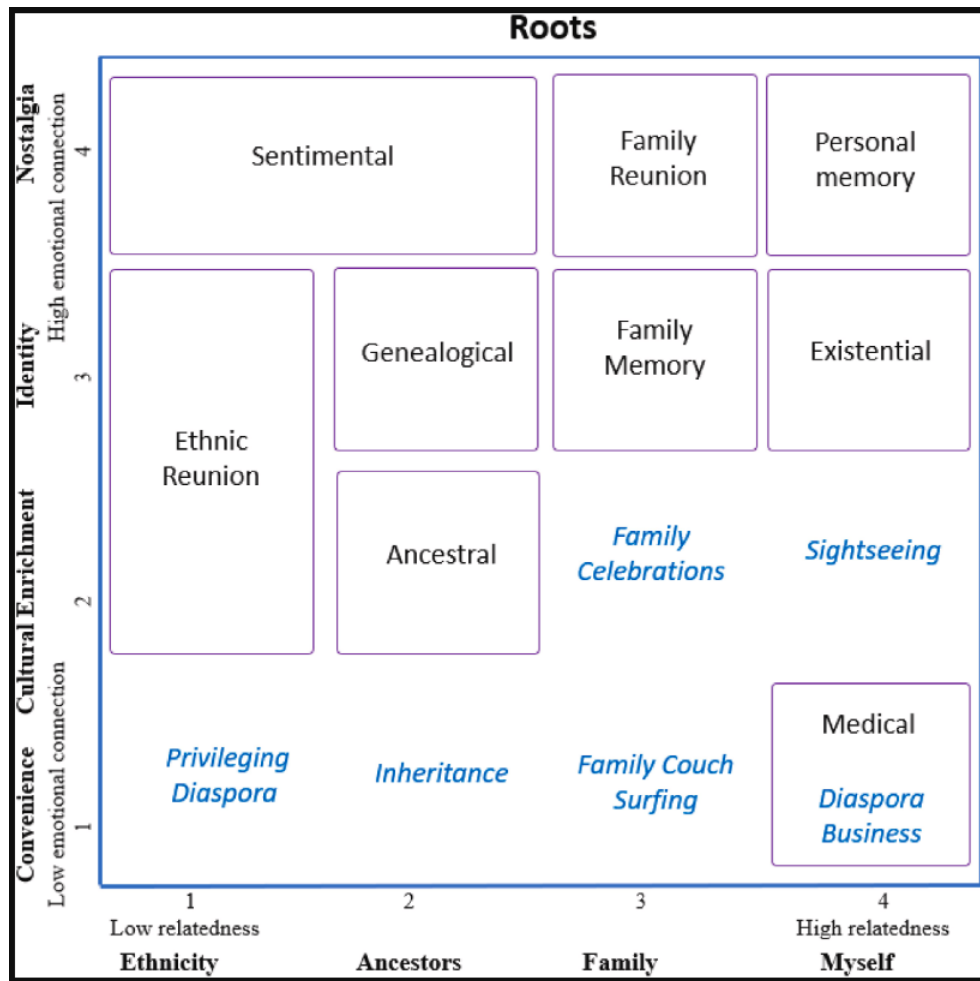 Roots
Nostalgia
High emotional connection
4
Sentimental
Family
Reunion
Personal
memory
Identity
3
Ethnic
Reunion
Genealogical
Family
Memory
Existential
Cultural Enrichment
2
Ancestral
Family
Celebrations
Sightseeing
Convenience
Low emotional connection
1
Privileging
Diaspora
Inheritance
Family Couch
Surfing
Medical
Diaspora
Business
1
2
3
4
Low relatedness
High relatedness
Ethnicity
Ancestors
Family
Myself